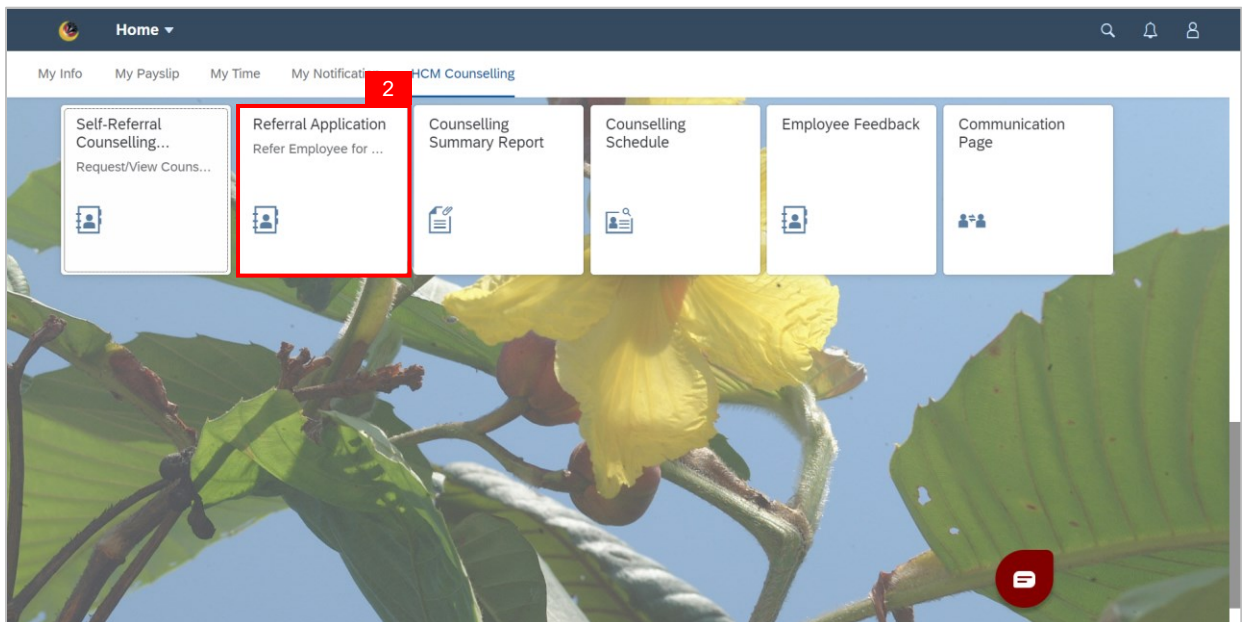 Home
My Info My Payslip My Time My Notificati HCM Counselling
2
Self-Referral
Counselling...
Request/View Couns...
Referral Application
Refer Employee for ...
Counselling
Summary Report
Counselling
Schedule
Employee Feedback
Communication
Page